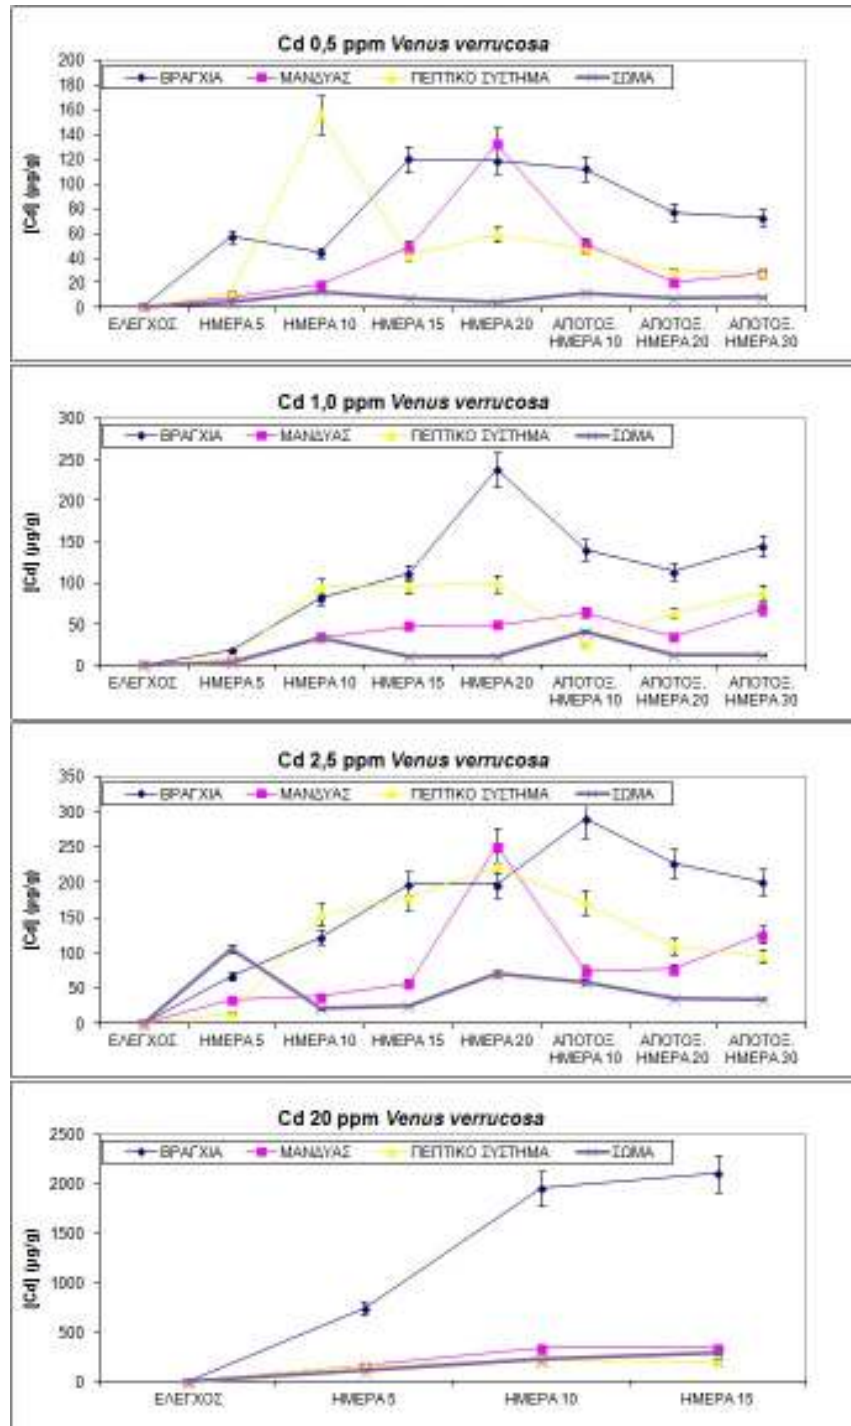 Cd 0,5 ppm Venus verrucosa
200
ΒΡΑΓΧΙΑ ΜΑΝΔΥΑΣ ΠΕΠΤΙΚΟ ΣΥΣΤΗΜΑ ΣΩΜΑ
180
160
140
120
100
80
60
40
20
0
[Cd] (μg/g)
ΕΛΕΓΧΟΣ ΗΜΕΡΑ 5 ΗΜΕΡΑ 10 ΗΜΕΡΑ 15 ΗΜΕΡΑ 20 ΑΠΟΤΟΞ. ΑΠΟΤΟΞ. ΑΠΟΤΟΞ.
ΗΜΕΡΑ 10 ΗΜΕΡΑ 20 ΗΜΕΡΑ 30
Cd 1,0 ppm Venus verrucosa
300
ΒΡΑΓΧΙΑ ΜΑΝΔΥΑΣ ΠΕΠΤΙΚΟ ΣΥΣΤΗΜΑ ΣΩΜΑ
250
200
150
100
50
0
[Cd] (μg/g)
ΕΛΕΓΧΟΣ ΗΜΕΡΑ 5 ΗΜΕΡΑ 10 ΗΜΕΡΑ 15 ΗΜΕΡΑ 20 ΑΠΟΤΟΞ. ΑΠΟΤΟΞ. ΑΠΟΤΟΞ.
ΗΜΕΡΑ 10 ΗΜΕΡΑ 20 ΗΜΕΡΑ 30
Cd 2,5 ppm Venus verrucosa
350
ΒΡΑΓΧΙΑ ΜΑΝΔΥΑΣ ΠΕΠΤΙΚΟ ΣΥΣΤΗΜΑ ΣΩΜΑ
300
250
200
150
100
50
0
[Cd] (μg/g)
ΕΛΕΓΧΟΣ ΗΜΕΡΑ 5 ΗΜΕΡΑ 10 ΗΜΕΡΑ 15 ΗΜΕΡΑ 20 ΑΠΟΤΟΞ. ΑΠΟΤΟΞ. ΑΠΟΤΟΞ.
ΗΜΕΡΑ 10 ΗΜΕΡΑ 20 ΗΜΕΡΑ 30
Cd 20 ppm Venus verrucosa
2500
ΒΡΑΓΧΙΑ ΜΑΝΔΥΑΣ ΠΕΠΤΙΚΟ ΣΥΣΤΗΜΑ ΣΩΜΑ
2000
1500
1000
500
0
[Cd] (μg/g)
ΕΛΕΓΧΟΣ ΗΜΕΡΑ 5 ΗΜΕΡΑ 10 ΗΜΕΡΑ 15